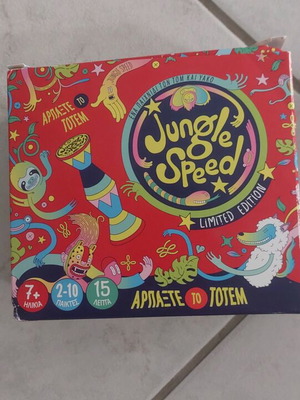 ΑΡΠΑΞΤΕ ΤΟ
ΤΟΤΕΜ
Jungle
Speed
LIMITED EDITION
7+
ΗΛΙΚΙΑ
2-10
ΠΑΙΚΤΕΣ
15
ΛΕΠΤΑ
ΑΡΠΑΞΤΕ ΤΟ ΤΟΤΕΜ